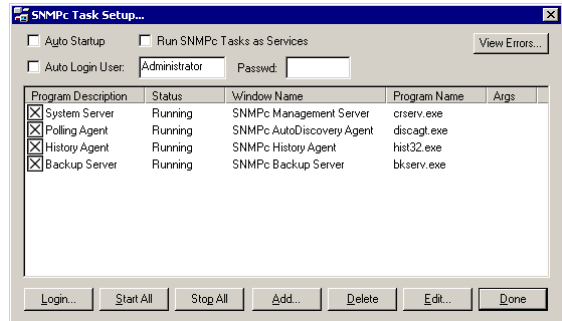 SNMPc Task Setup...
Auto Startup Run SNMPc Tasks as Services View Errors...
Auto Login User: Administrator Passwd:
Program Description Status Window Name Program Name Args
System Server Running SNMPc Management Server crserv.exe
Polling Agent Running SNMPc AutoDiscovery Agent discagt.exe
History Agent Running SNMPc History Agent hist32.exe
Backup Server Running SNMPc Backup Server bkserv.exe
Login... Start All Stop All Add... Delete Edit... Done